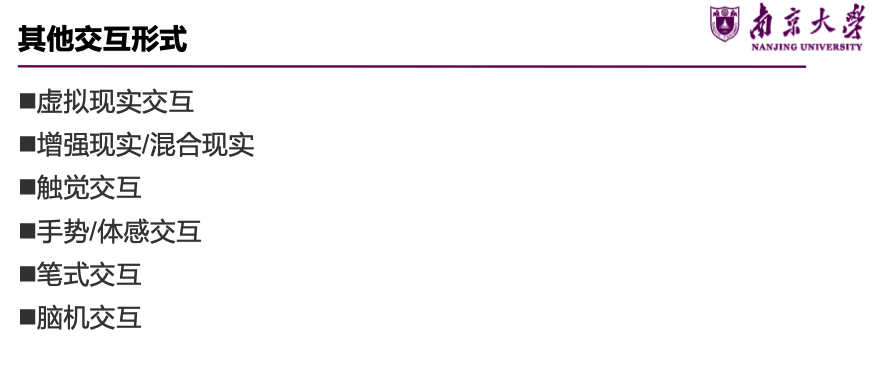 其他交互形式
南京大学
NANJING UNIVERSITY
■虚拟现实交互
■增强现实/混合现实
■触觉交互
■手势/体感交互
■笔式交互
■脑机交互